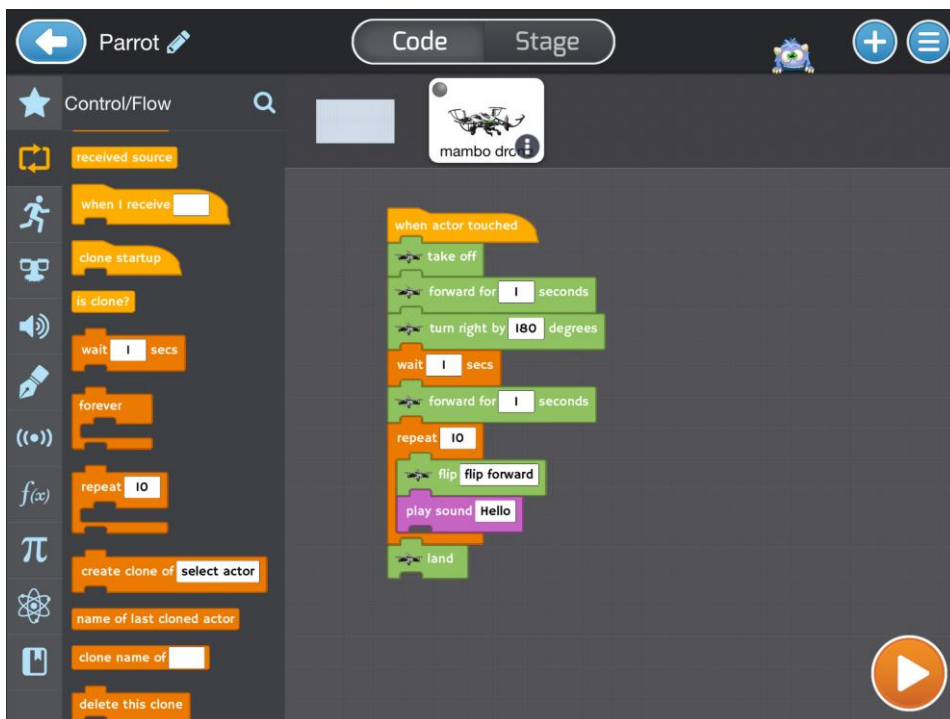 Parrot
Code
Stage
Control/Flow
received source
when I receive
clone startup
is clone?
wait 1 secs
forever
repeat 10
create clone of select actor
name of last cloned actor
clone name of
delete this clone
((•))
f(x)
π
mambo dro
when actor touched
take off
forward for 1 seconds
turn right by 180 degrees
wait 1 secs
forward for 1 seconds
repeat 10
flip flip forward
play sound Hello
land